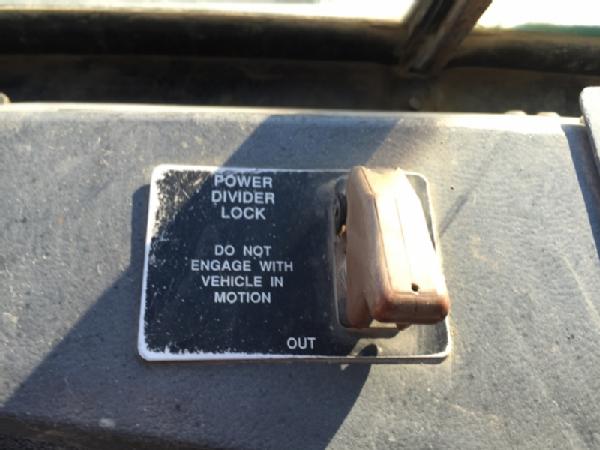 POWER
DIVIDER
LOCK
DO NOT
ENGAGE WITH
VEHICLE IN
MOTION
OUT